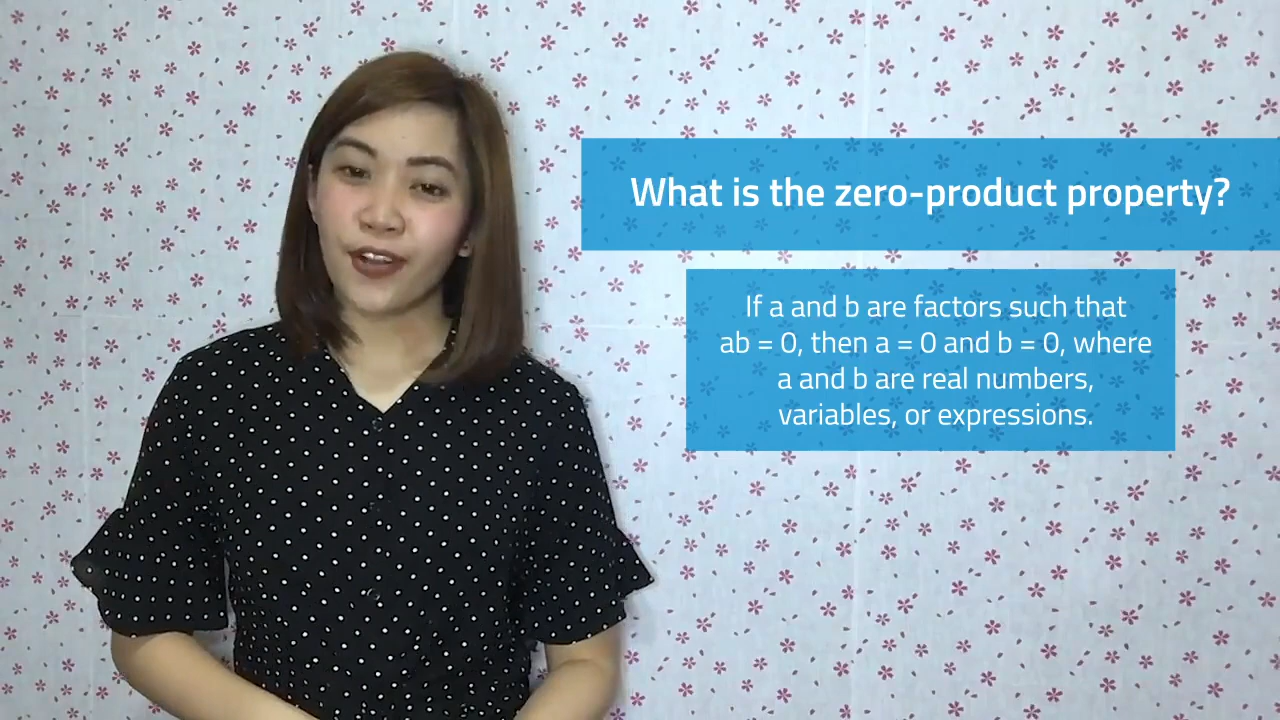 What is the zero-product property?
If a and b are factors such that
ab = 0, then a = 0 and b = 0, where
a and b are real numbers,
variables, or expressions.